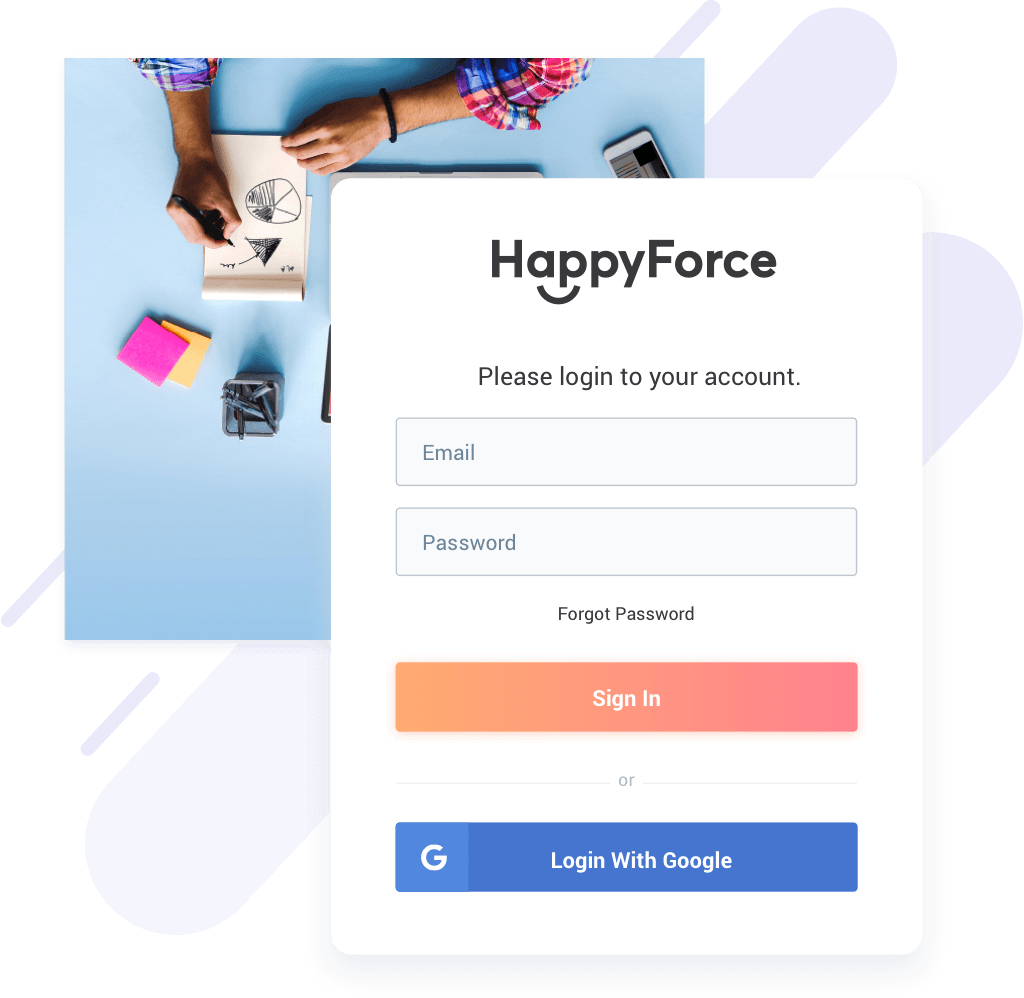 HappyForce
Please login to your account.
Email
Password
Forgot Password
Sign In
or
G
Login With Google